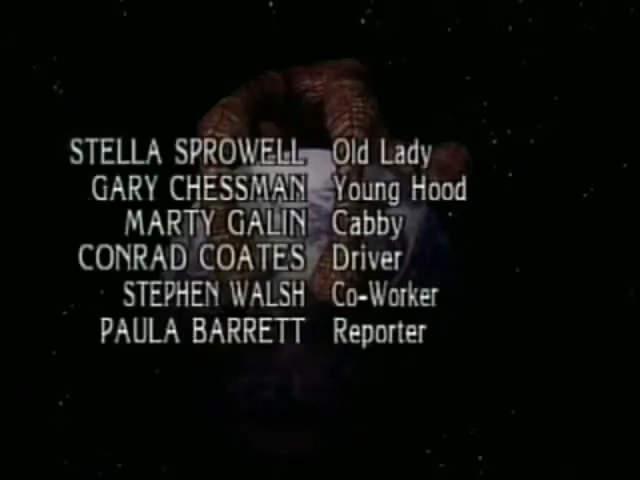 STELLA SPROWELL Old Lady
GARY CHESSMAN Young Hood
MARTY GALIN Cabby
CONRAD COATES Driver
STEPHEN WALSH Co-Worker
PAULA BARRETT Reporter